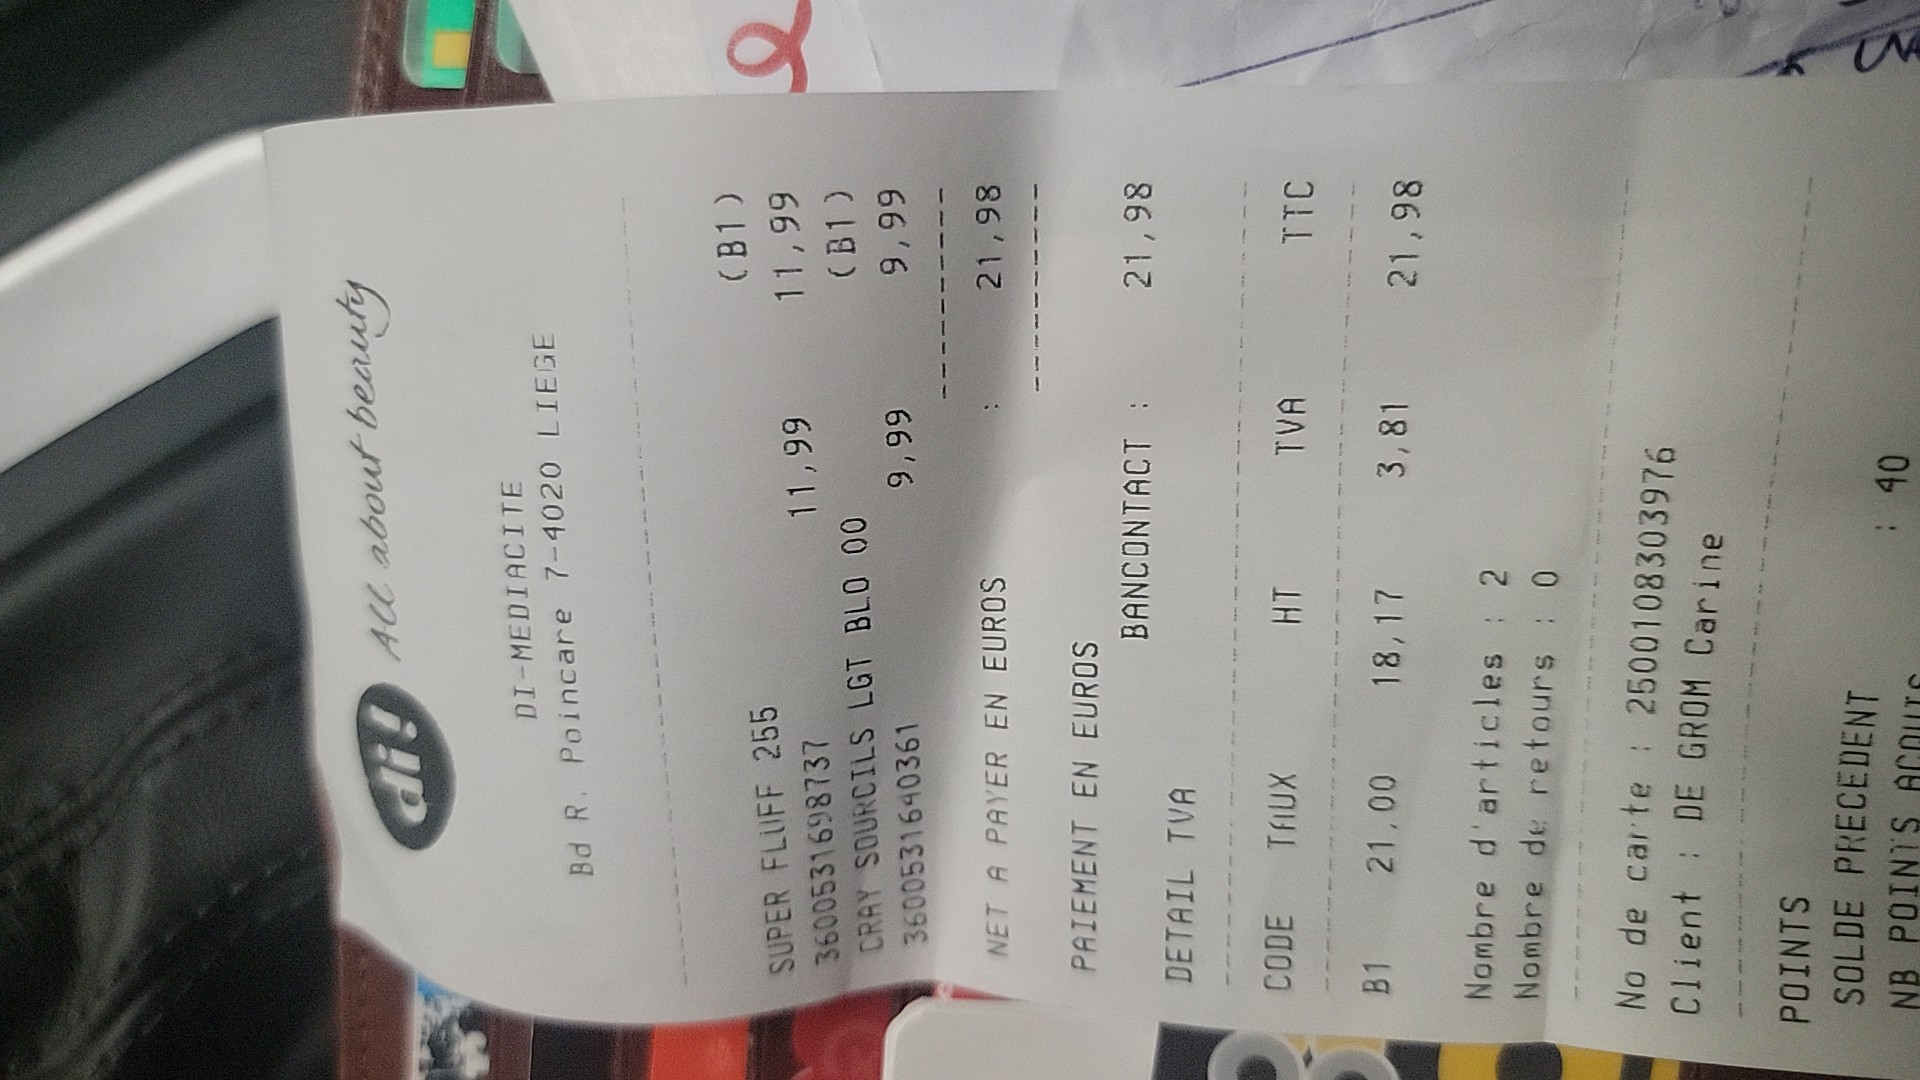 di! All about beauty
DI-MEDIACITE
Bd R. Poincare 7-4020 LIEGE
(B1)
SUPER FLUFF 255 11,99 11,99
3600531698737 (B1)
CRAY SOURCILS LGT BLO 00
3600531640361 9,99 9,99
NET A PAYER EN EUROS : 21,98
PAIEMENT EN EUROS
BANCONTACT : 21,98
DETAIL TVA
CODE TAUX HT TVA TTC
B1 21.00 18,17 3,81 21,98
Nombre d'articles : 2
Nombre de retours : 0
No de carte : 2500108303976
Client : DE GROM Carine
POINTS
SOLDE PRECEDENT : 40
NB POINTS ACQUIS